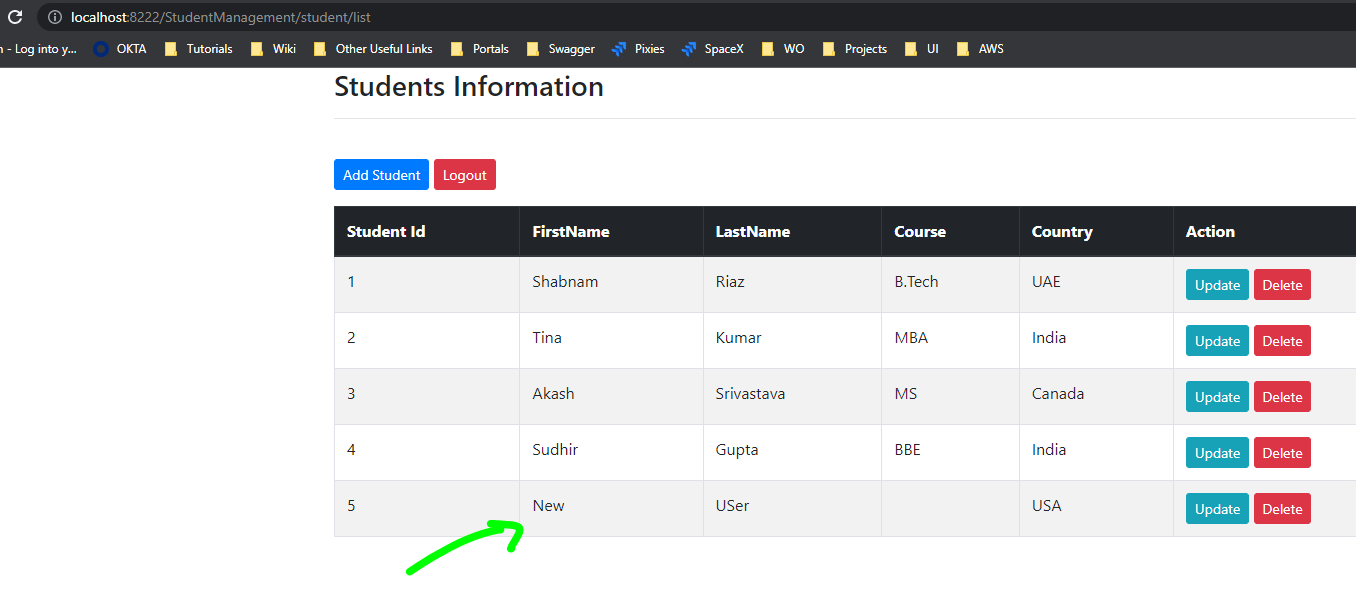 localhost:8222/StudentManagement/student/list
- Log into y... OKTA Tutorials Wiki Other Useful Links Portals Swagger Pixies SpaceX WO Projects UI AWS
Students Information
Add Student Logout
Student Id FirstName LastName Course Country Action
1 Shabnam Riaz B.Tech UAE Update Delete
2 Tina Kumar MBA India Update Delete
3 Akash Srivastava MS Canada Update Delete
4 Sudhir Gupta BBE India Update Delete
5 New USer USA Update Delete